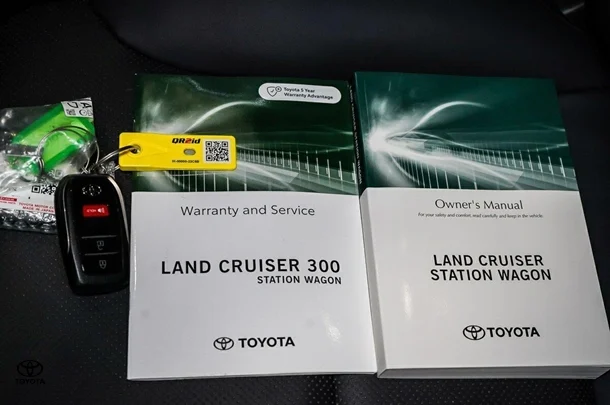 Toyota 5 Year
Warranty Advantage
QR2id
Warranty and Service
LAND CRUISER 300
STATION WAGON
TOYOTA
Owner's Manual
For your safety and comfort, read carefully and keep in the vehicle.
LAND CRUISER
STATION WAGON
TOYOTA
TOYOTA